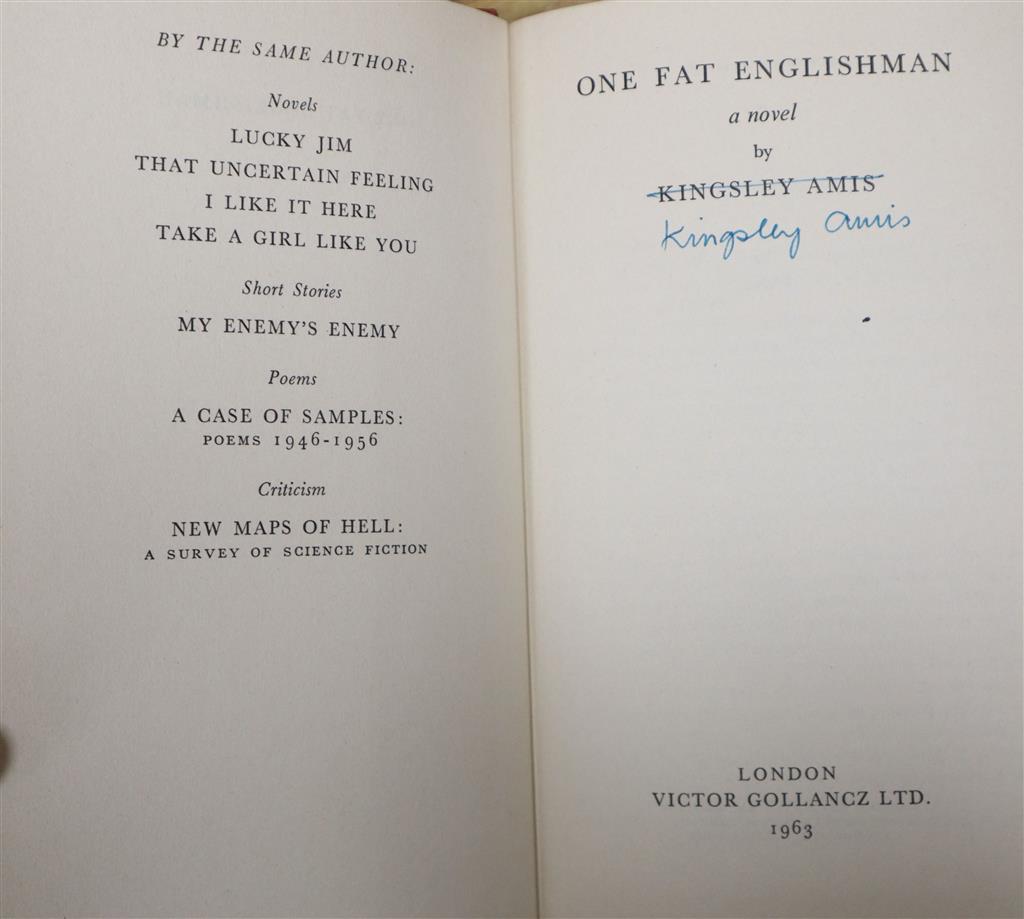 BY THE SAME AUTHOR:
Novels
LUCKY JIM
THAT UNCERTAIN FEELING
I LIKE IT HERE
TAKE A GIRL LIKE YOU
Short Stories
MY ENEMY'S ENEMY
Poems
A CASE OF SAMPLES:
POEMS 1946-1956
Criticism
NEW MAPS OF HELL:
A SURVEY OF SCIENCE FICTION
ONE FAT ENGLISHMAN
a novel
by
KINGSLEY AMIS
Kingsley Amis
LONDON
VICTOR GOLLANCZ LTD.
1963